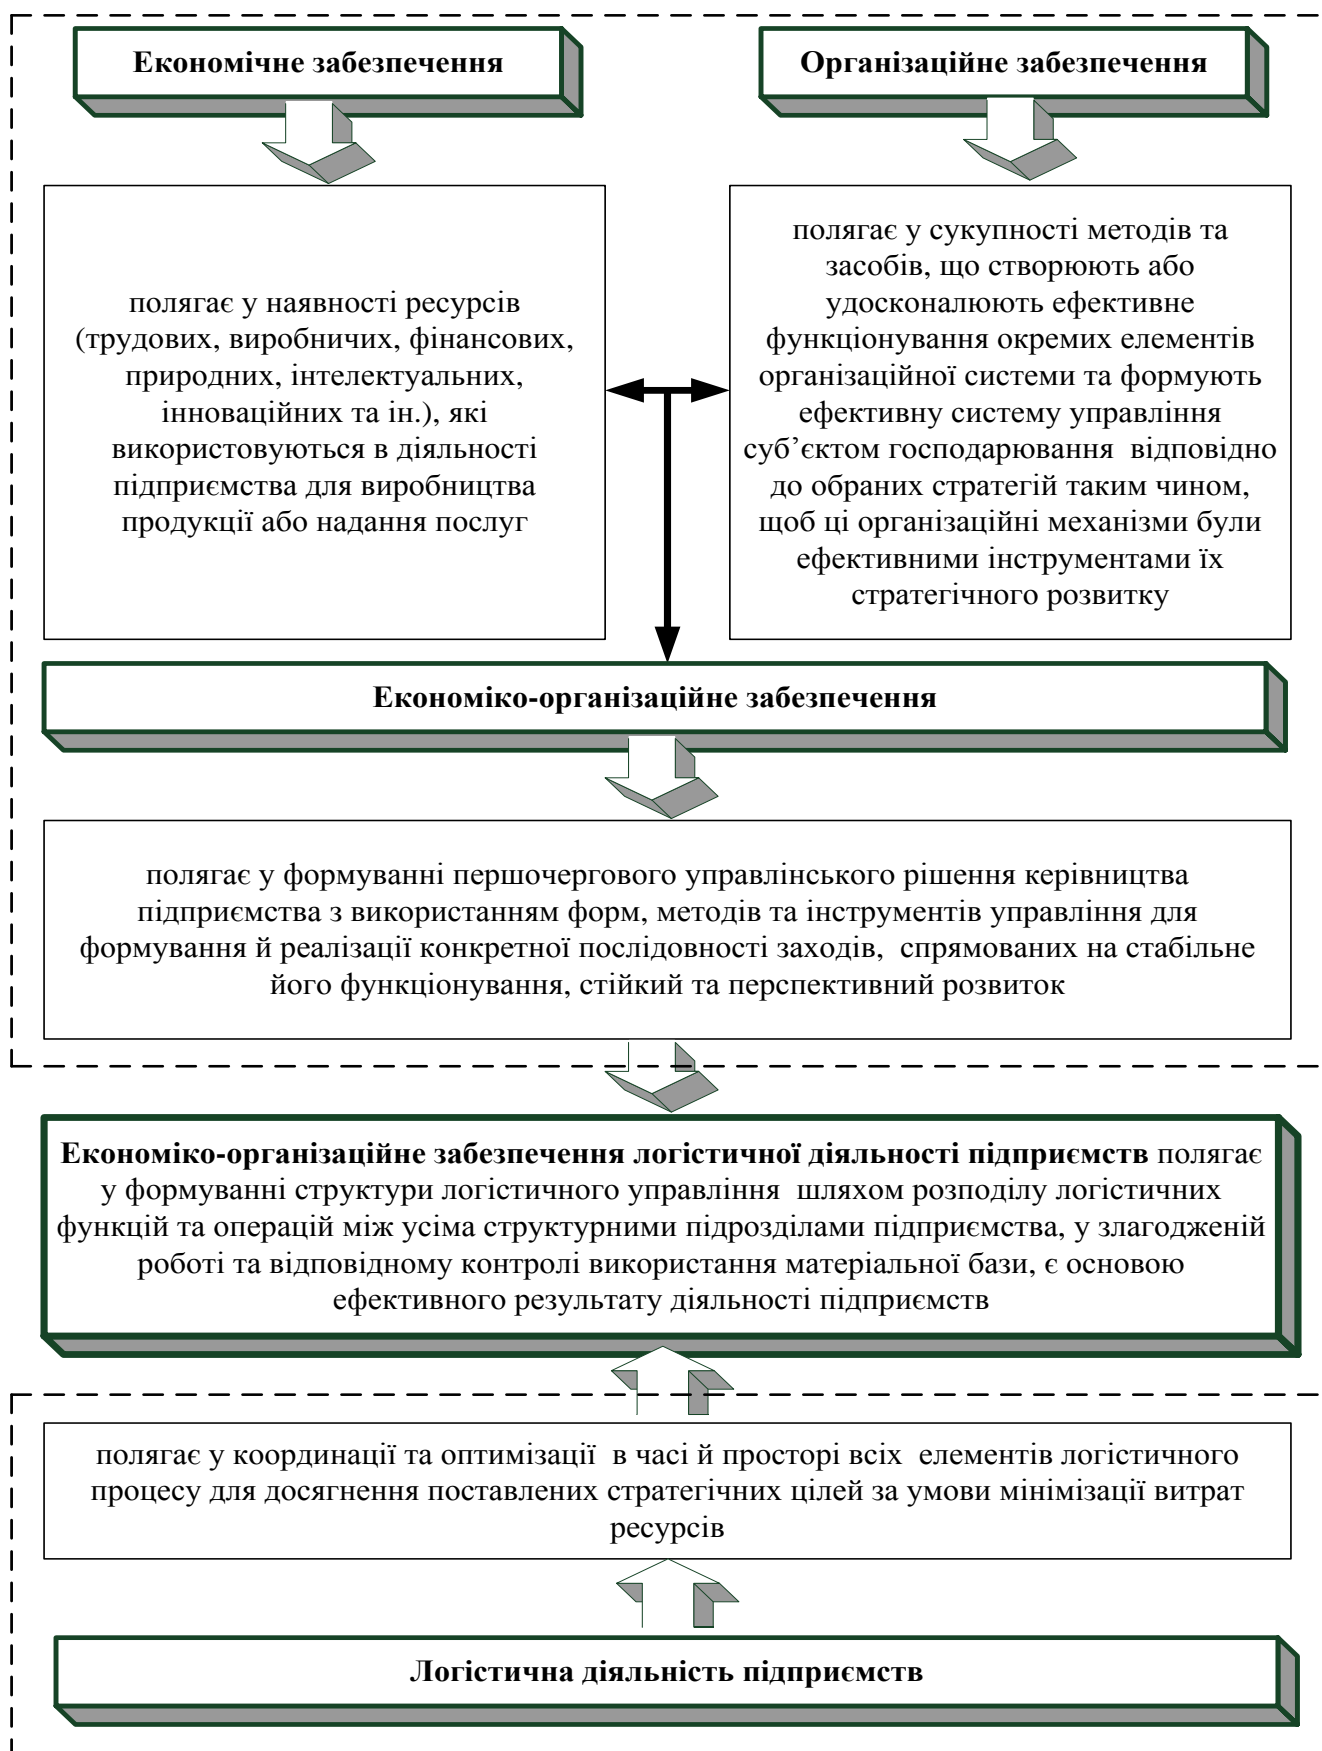 Економічне забезпечення
Організаційне забезпечення
полягає у наявності ресурсів
(трудових, виробничих, фінансових,
природних, інтелектуальних,
інноваційних та ін.), які
використовуються в діяльності
підприємства для виробництва
продукції або надання послуг
полягає у сукупності методів та
засобів, що створюють або
удосконалюють ефективне
функціонування окремих елементів
організаційної системи та формують
ефективну систему управління
суб’єктом господарювання відповідно
до обраних стратегій таким чином,
щоб ці організаційні механізми були
ефективними інструментами їх
стратегічного розвитку
Економіко-організаційне забезпечення
полягає у формуванні першочергового управлінського рішення керівництва
підприємства з використанням форм, методів та інструментів управління для
формування й реалізації конкретної послідовності заходів, спрямованих на стабільне
його функціонування, стійкий та перспективний розвиток
Економіко-організаційне забезпечення логістичної діяльності підприємств полягає
у формуванні структури логістичного управління шляхом розподілу логістичних
функцій та операцій між усіма структурними підрозділами підприємства, у злагодженій
роботі та відповідному контролі використання матеріальної бази, є основою
ефективного результату діяльності підприємств
полягає у координації та оптимізації в часі й просторі всіх елементів логістичного
процесу для досягнення поставлених стратегічних цілей за умови мінімізації витрат
ресурсів
Логістична діяльність підприємств